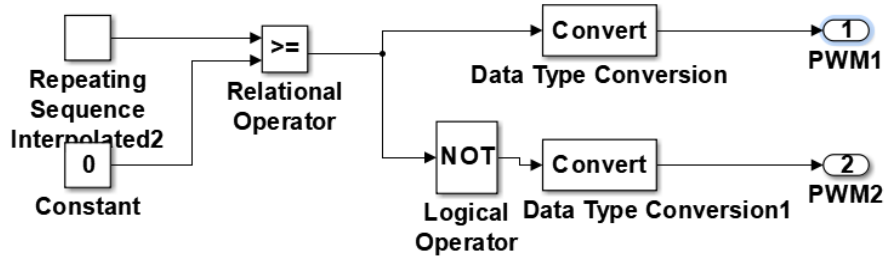 Repeating
Sequence
Interpolated2
0
Constant
>=
Relational
Operator
Convert
Data Type Conversion
1
PWM1
NOT
Logical
Operator
Convert
Data Type Conversion1
2
PWM2